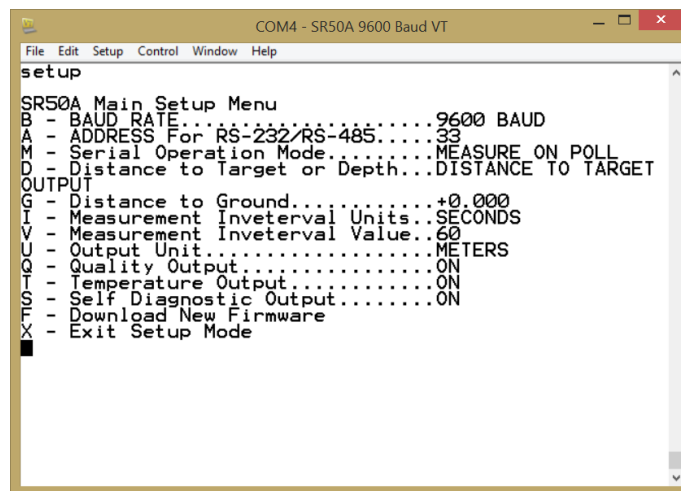 COM4 - SR50A 9600 Baud VT
File Edit Setup Control Window Help
setup
SR50A Main Setup Menu
B - BAUD RATE......................9600 BAUD
A - ADDRESS For RS-232/RS-485.....33
M - Serial Operation Mode.........MEASURE ON POLL
D - Distance to Target or Depth...DISTANCE TO TARGET
OUTPUT
G - Distance to Ground............+0.000
I - Measurement Inveterval Units..SECONDS
V - Measurement Inveterval Value..60
U - Output Unit...................METERS
Q - Quality Output................ON
T - Temperature Output............ON
S - Self Diagnostic Output........ON
F - Download New Firmware
X - Exit Setup Mode